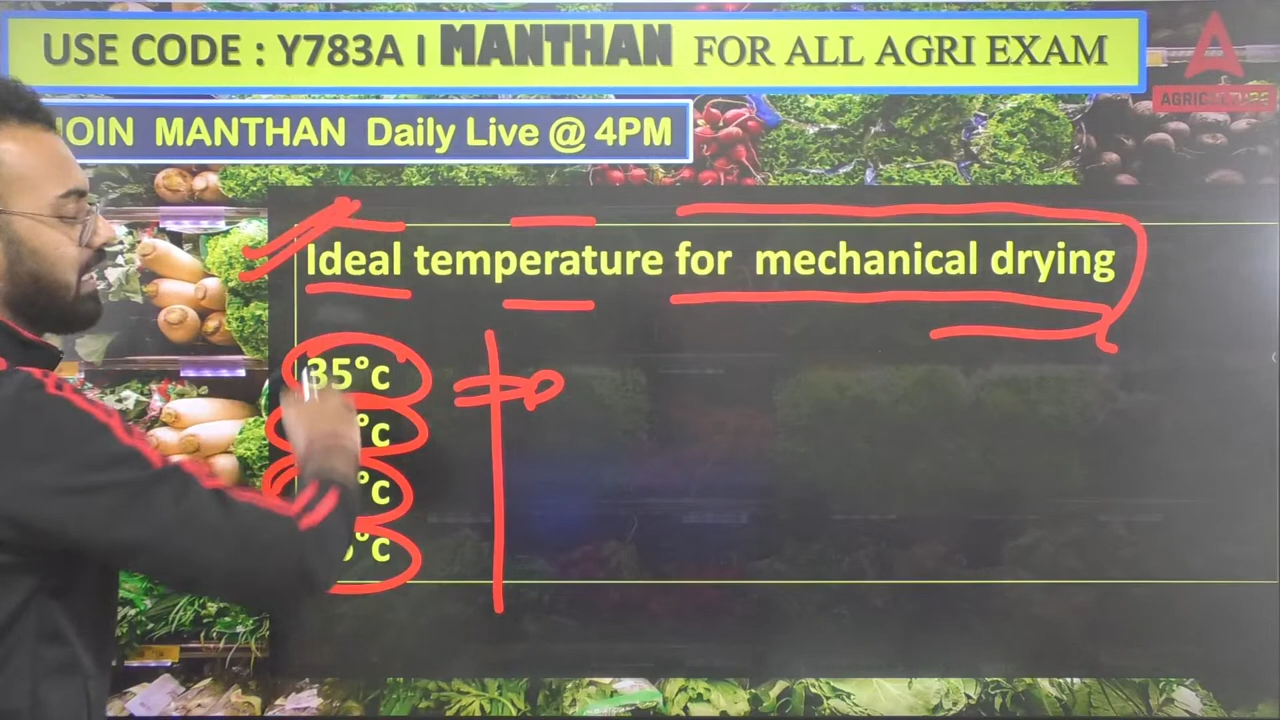 USE CODE : Y783A I MANTHAN FOR ALL AGRI EXAM
AGRICULTURE
JOIN MANTHAN Daily Live @ 4PM
Ideal temperature for mechanical drying
35°c
°c
°c
°c